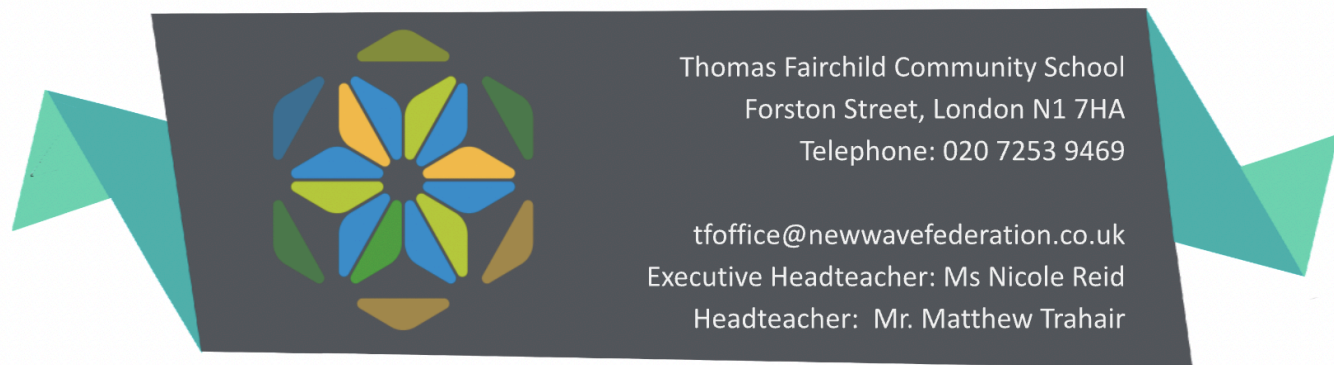 Thomas Fairchild Community School
Forston Street, London N1 7HA
Telephone: 020 7253 9469
tfoffice@newwavefederation.co.uk
Executive Headteacher: Ms Nicole Reid
Headteacher:  Mr. Matthew Trahair